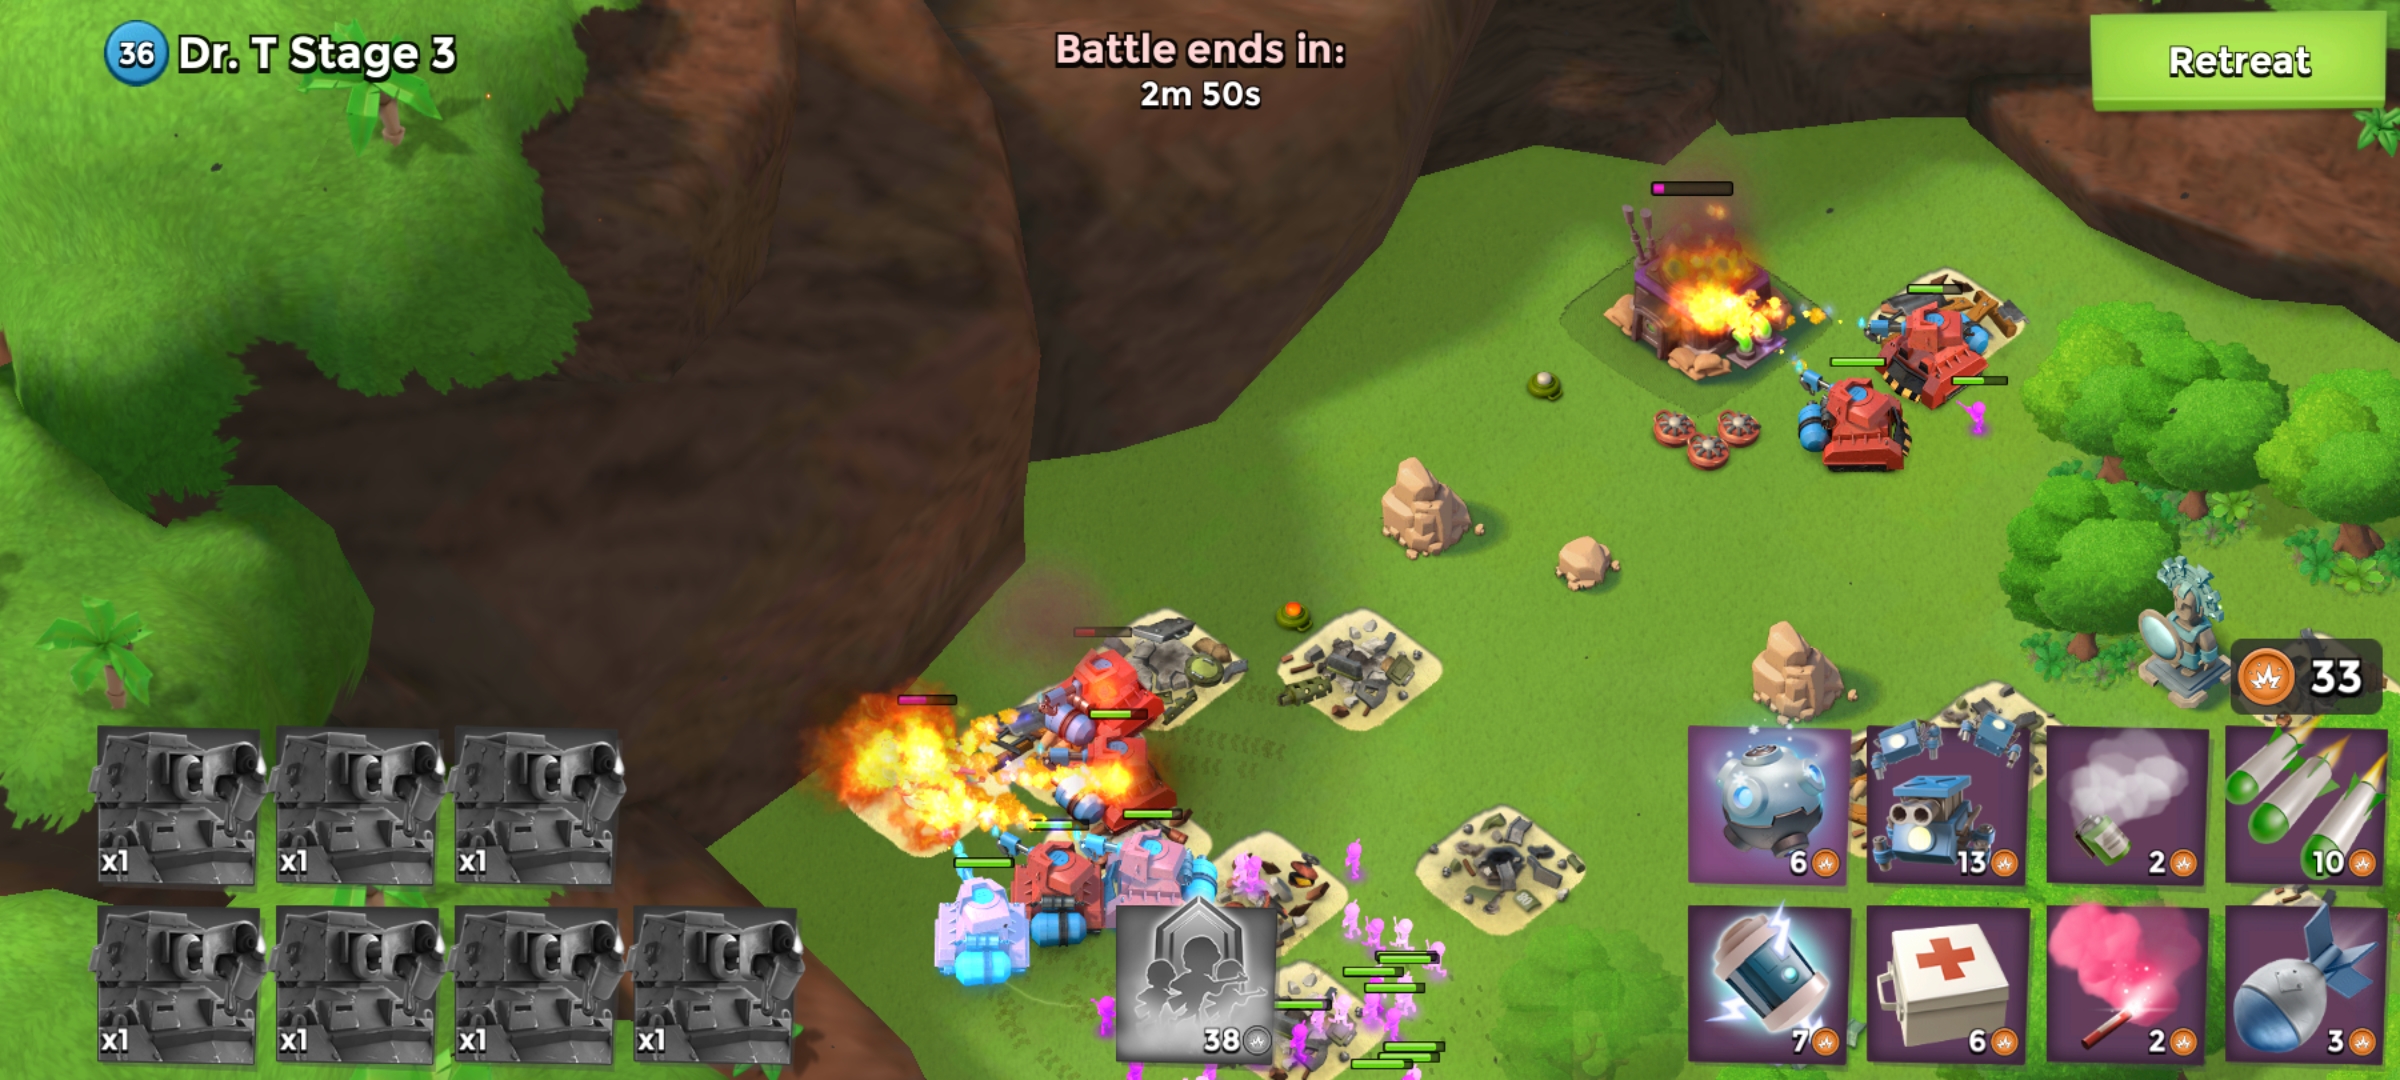 36 Dr. T Stage 3
Battle ends in:
2m 50s
Retreat
33
x1 x1 x1
6 13 2 10
x1 x1 x1 x1
38
7 6 2 3